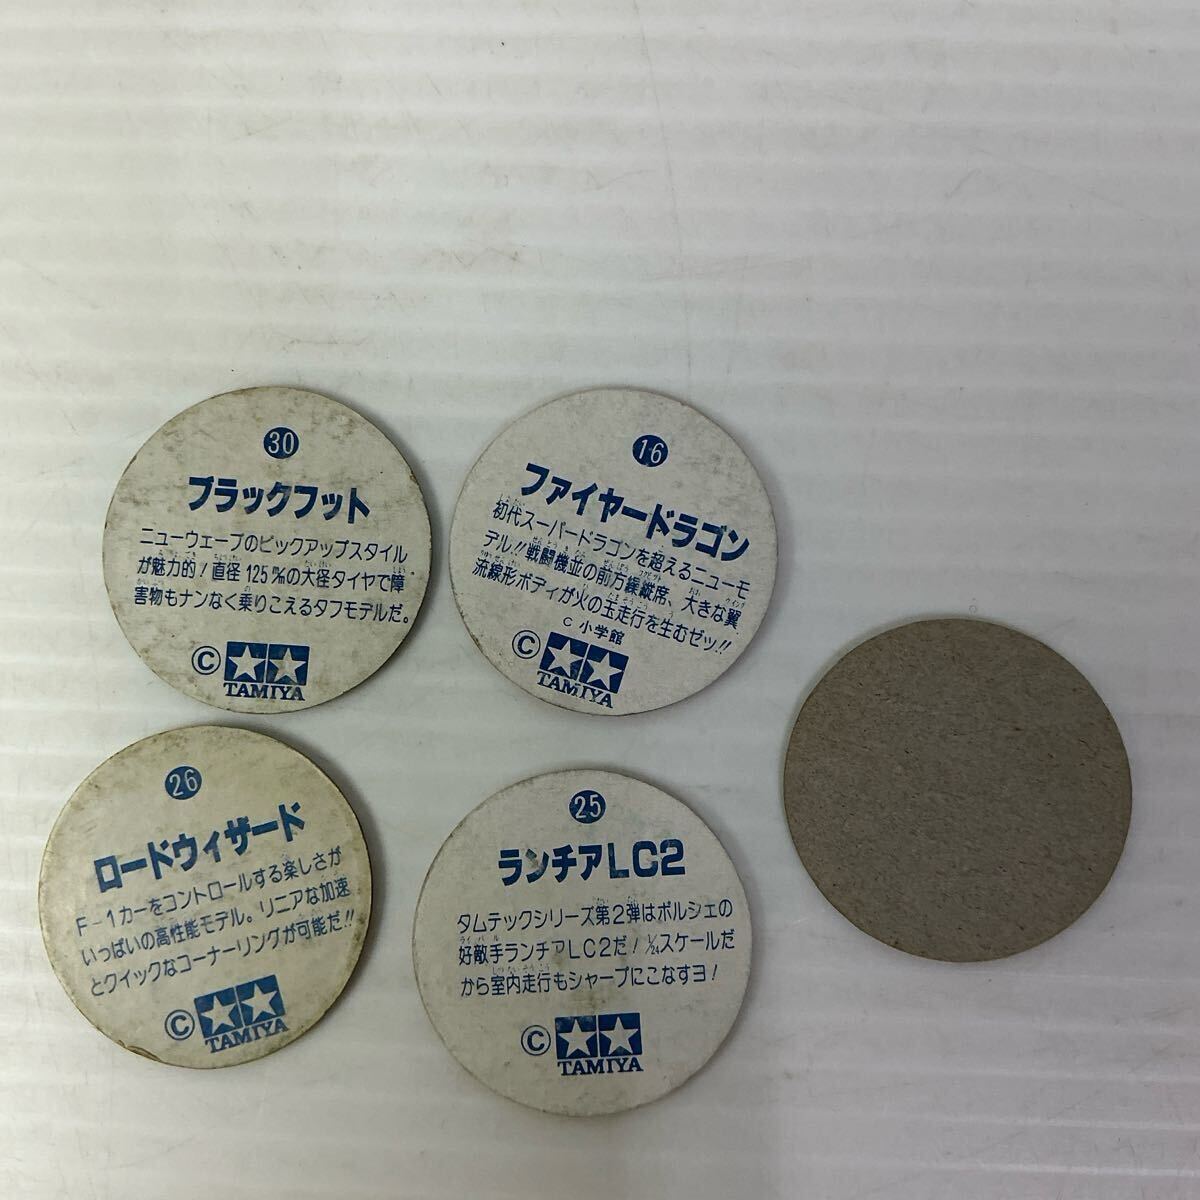 30
ブラックフット
ニューウェーブのピックアップスタイル
が魅力的!直径125㎜の大径タイヤで障
害物もナンなく乗りこえるタフモデルだ。
© TAMIYA
16
ファイヤードラゴン
初代スーパードラゴンを超えるニューモ
デル!!戦闘機並の前方操縦席、大きな翼
流線形ボディが火の玉走行を生むゼッ!!
C 小学館
© TAMIYA
26
ロードウィザード
F-1カーをコントロールする楽しさが
いっぱいの高性能モデル。リニアな加速
とクイックなコーナーリングが可能だ!!
© TAMIYA
25
ランチアLC2
タムテックシリーズ第2弾はポルシェの
好敵手ランチアLC2だ!1/24スケールだ
から室内走行もシャープにこなすヨ!
© TAMIYA